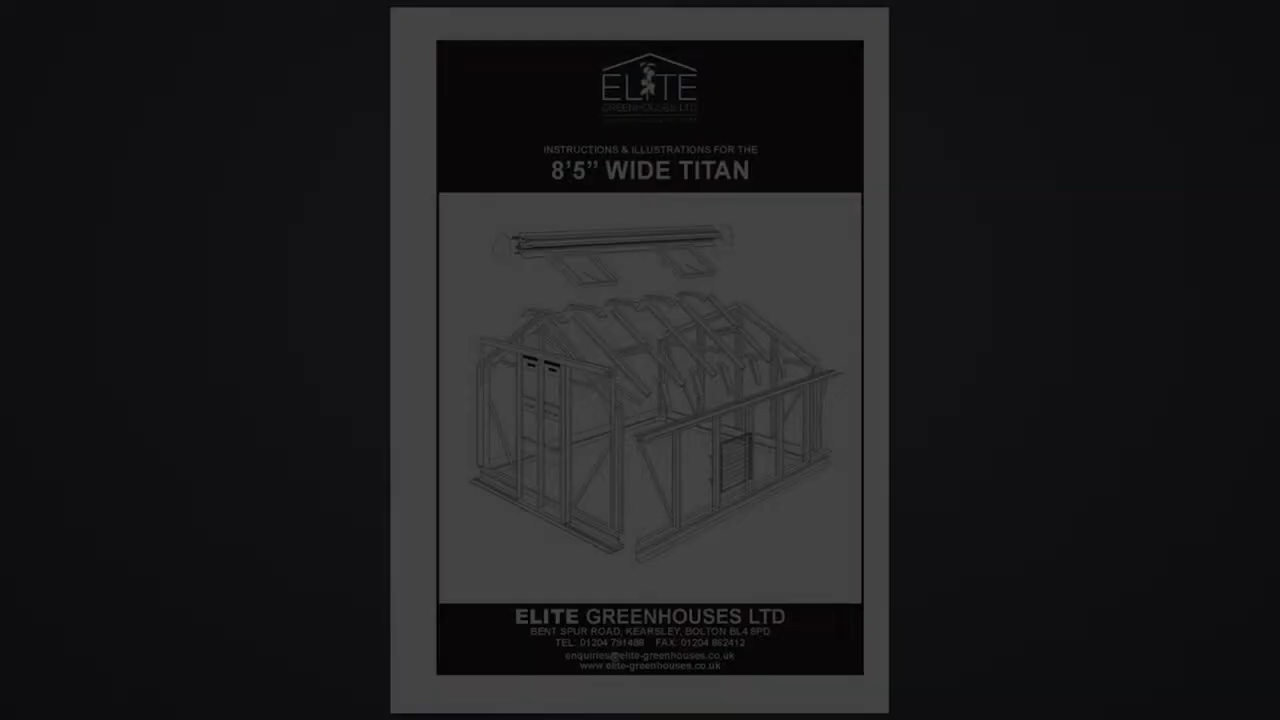 ELITE
GREENHOUSES LTD
INSTRUCTIONS & ILLUSTRATIONS FOR THE
8’5” WIDE TITAN
ELITE GREENHOUSES LTD
BENT SPUR ROAD, KEARSLEY, BOLTON BL4 8PD
TEL: 01204 791488 FAX: 01204 862412
enquiries@elite-greenhouses.co.uk
www.elite-greenhouses.co.uk